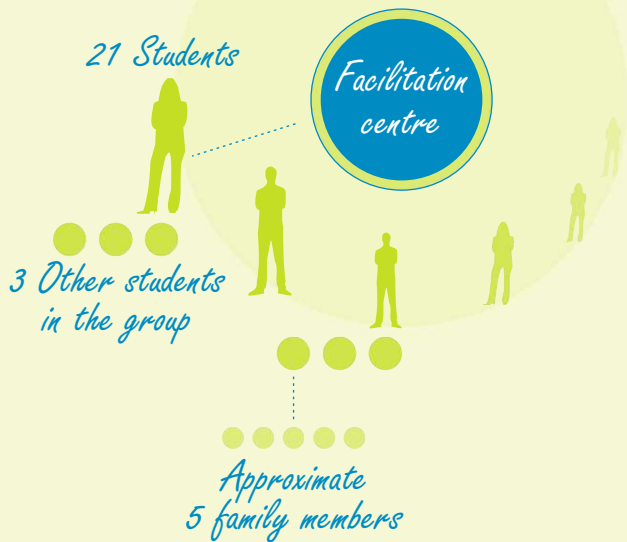 21 Students
Facilitation
centre
3 Other students
in the group
Approximate
5 family members